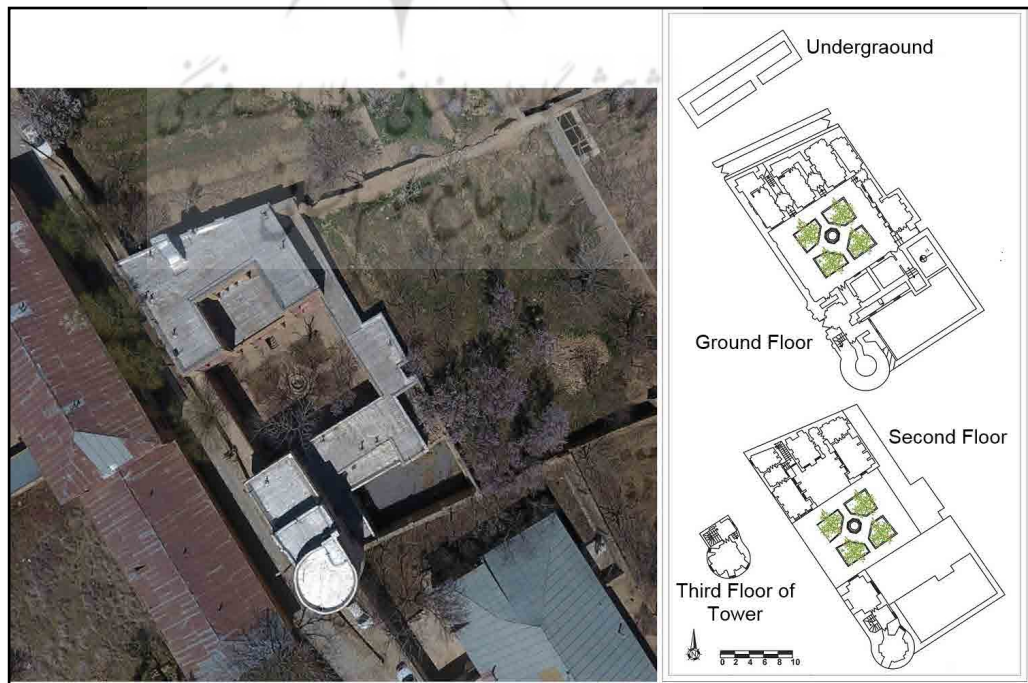 Undergraound
Ground Floor
Second Floor
Third Floor of
Tower
0 2 4 6 8 10